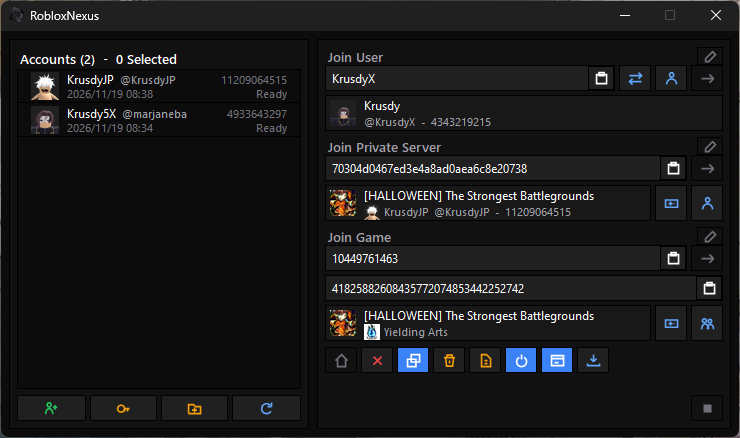 RobloxNexus
Accounts (2) - 0 Selected
KrusdyJP @KrusdyJP 11209064515
2026/11/19 08:38 Ready
Krusdy5X @marjaneba 4933643297
2026/11/19 08:34 Ready
Join User
KrusdyX
Krusdy
@KrusdyX - 4343219215
Join Private Server
70304d0467ed3e4a8ad0aea6c8e20738
[HALLOWEEN] The Strongest Battlegrounds
KrusdyJP @KrusdyJP - 11209064515
Join Game
10449761463
41825882608435772074853442252742
[HALLOWEEN] The Strongest Battlegrounds
Yielding Arts